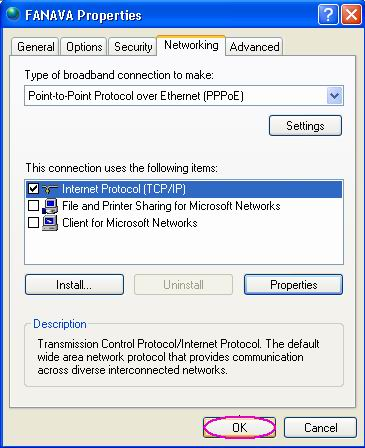 FANAVA Properties
General Options Security Networking Advanced
Type of broadband connection to make:
Point-to-Point Protocol over Ethernet (PPPoE)
Settings
This connection uses the following items:
Internet Protocol (TCP/IP)
File and Printer Sharing for Microsoft Networks
Client for Microsoft Networks
Install... Uninstall Properties
Description
Transmission Control Protocol/Internet Protocol. The default
wide area network protocol that provides communication
across diverse interconnected networks.
OK Cancel